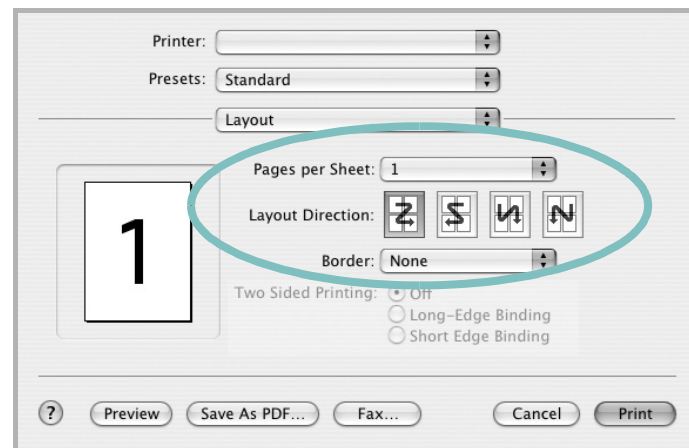 Printer:
Presets: Standard
Layout
Pages per Sheet: 1
1
Layout Direction:
Border: None
Two Sided Printing: Off
Long-Edge Binding
Short Edge Binding
? Preview Save As PDF... Fax... Cancel Print